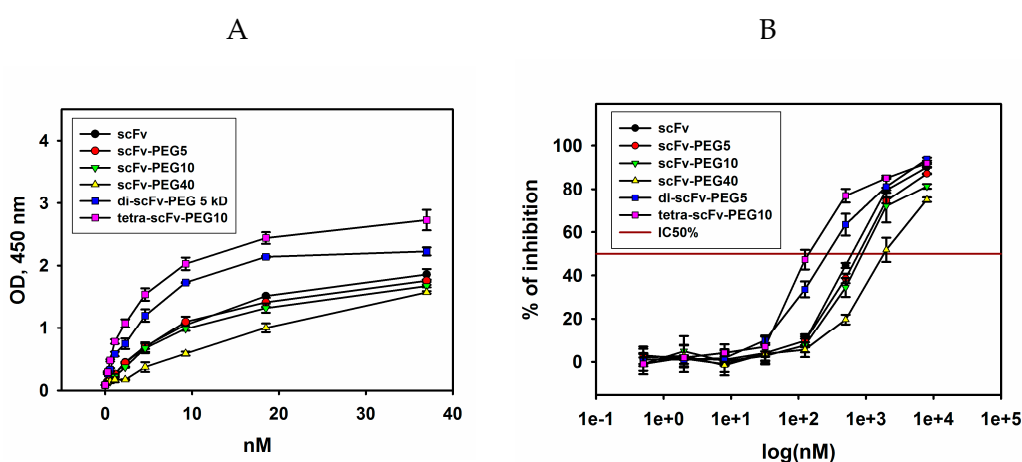 A
B
OD, 450 nm
4
3
2
1
0
scFv
scFv-PEG5
scFv-PEG10
scFv-PEG40
di-scFv-PEG 5 kD
tetra-scFv-PEG10
0
10
20
30
40
nM
% of inhibition
100
80
60
40
20
0
scFv
scFv-PEG5
scFv-PEG10
scFv-PEG40
di-scFv-PEG5
tetra-scFv-PEG10
IC50%
1e-1
1e+0
1e+1
1e+2
1e+3
1e+4
1e+5
log(nM)